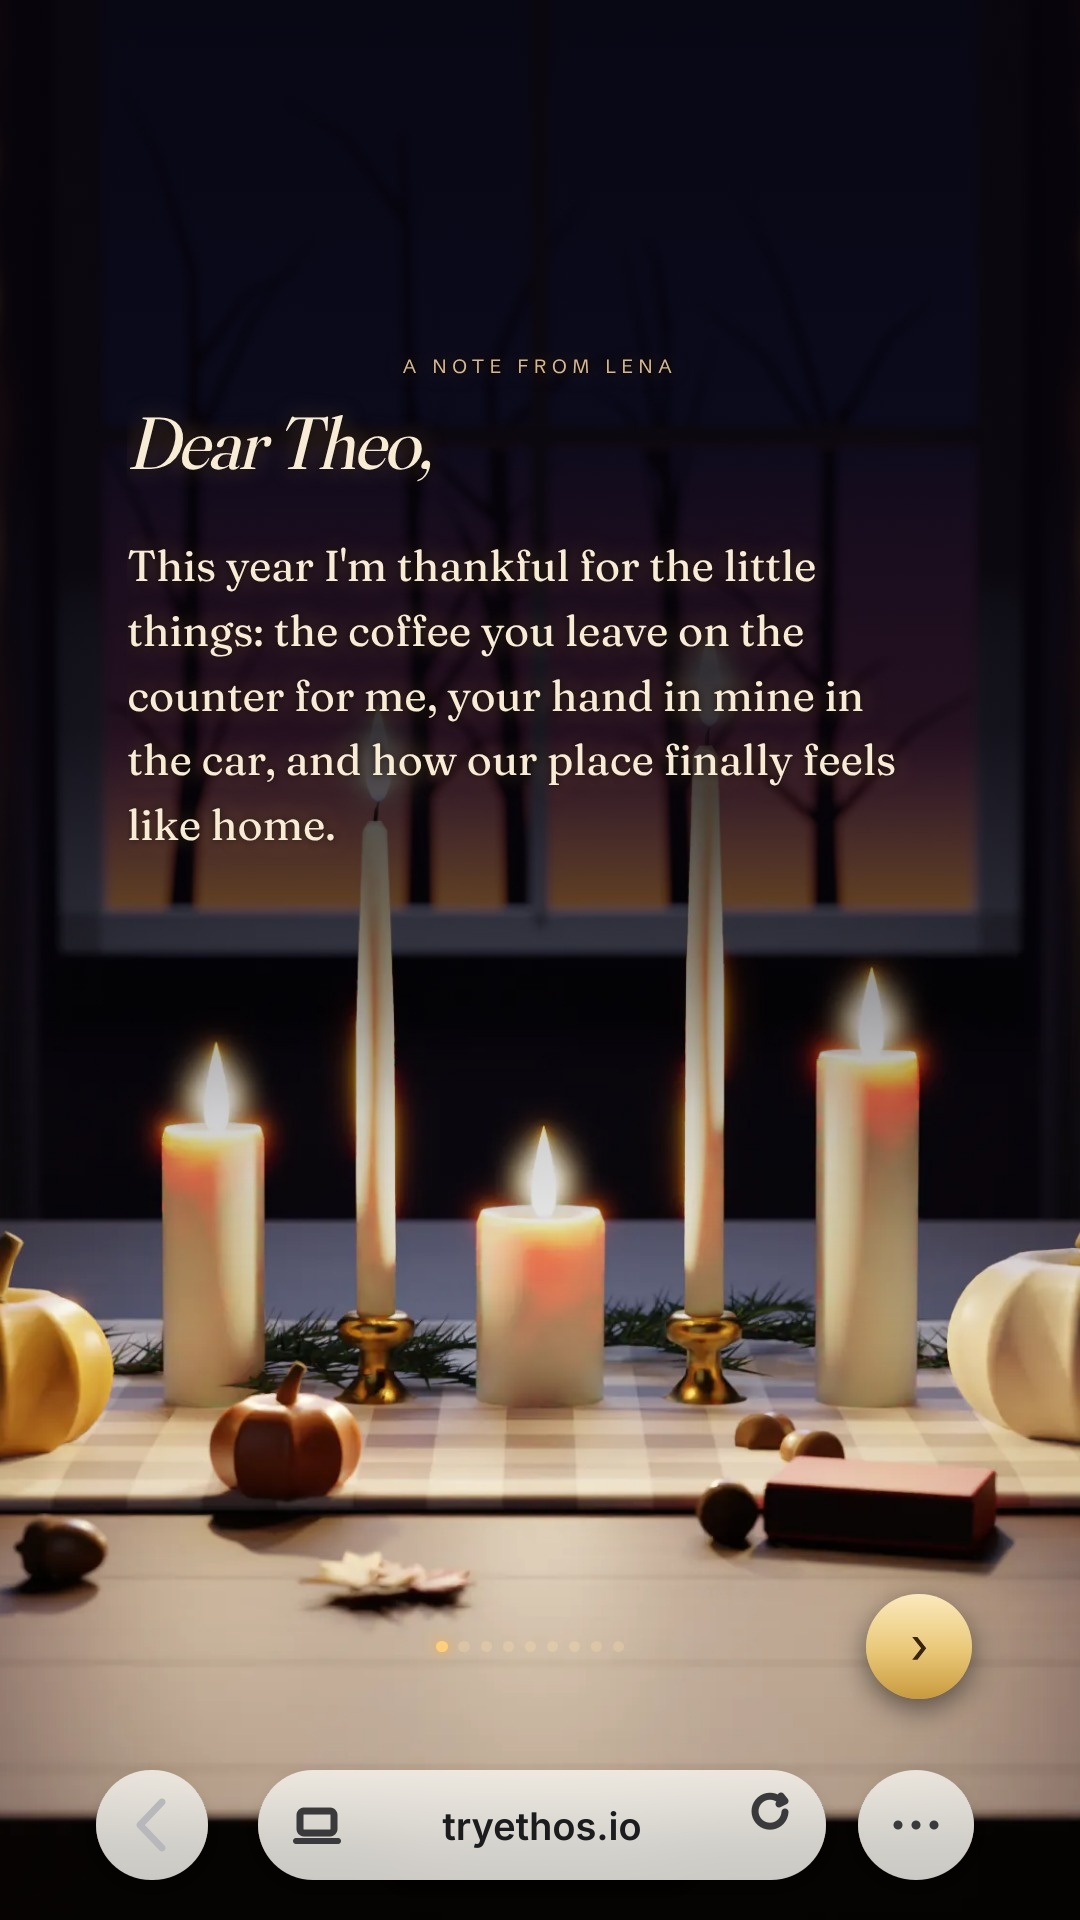 A NOTE FROM LENA
Dear Theo,
This year I'm thankful for the little
things: the coffee you leave on the
counter for me, your hand in mine in
the car, and how our place finally feels
like home.
tryethos.io